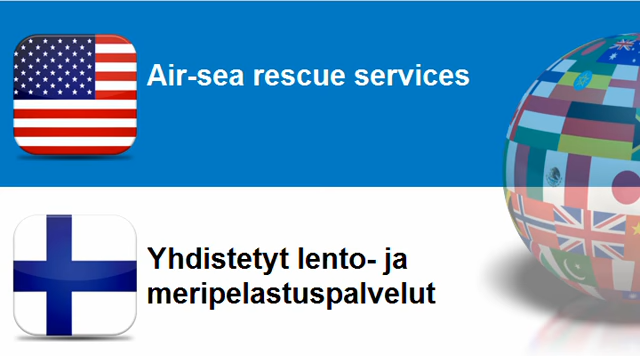 Air-sea rescue services
Yhdistetyt lento- ja
meripelastuspalvelut